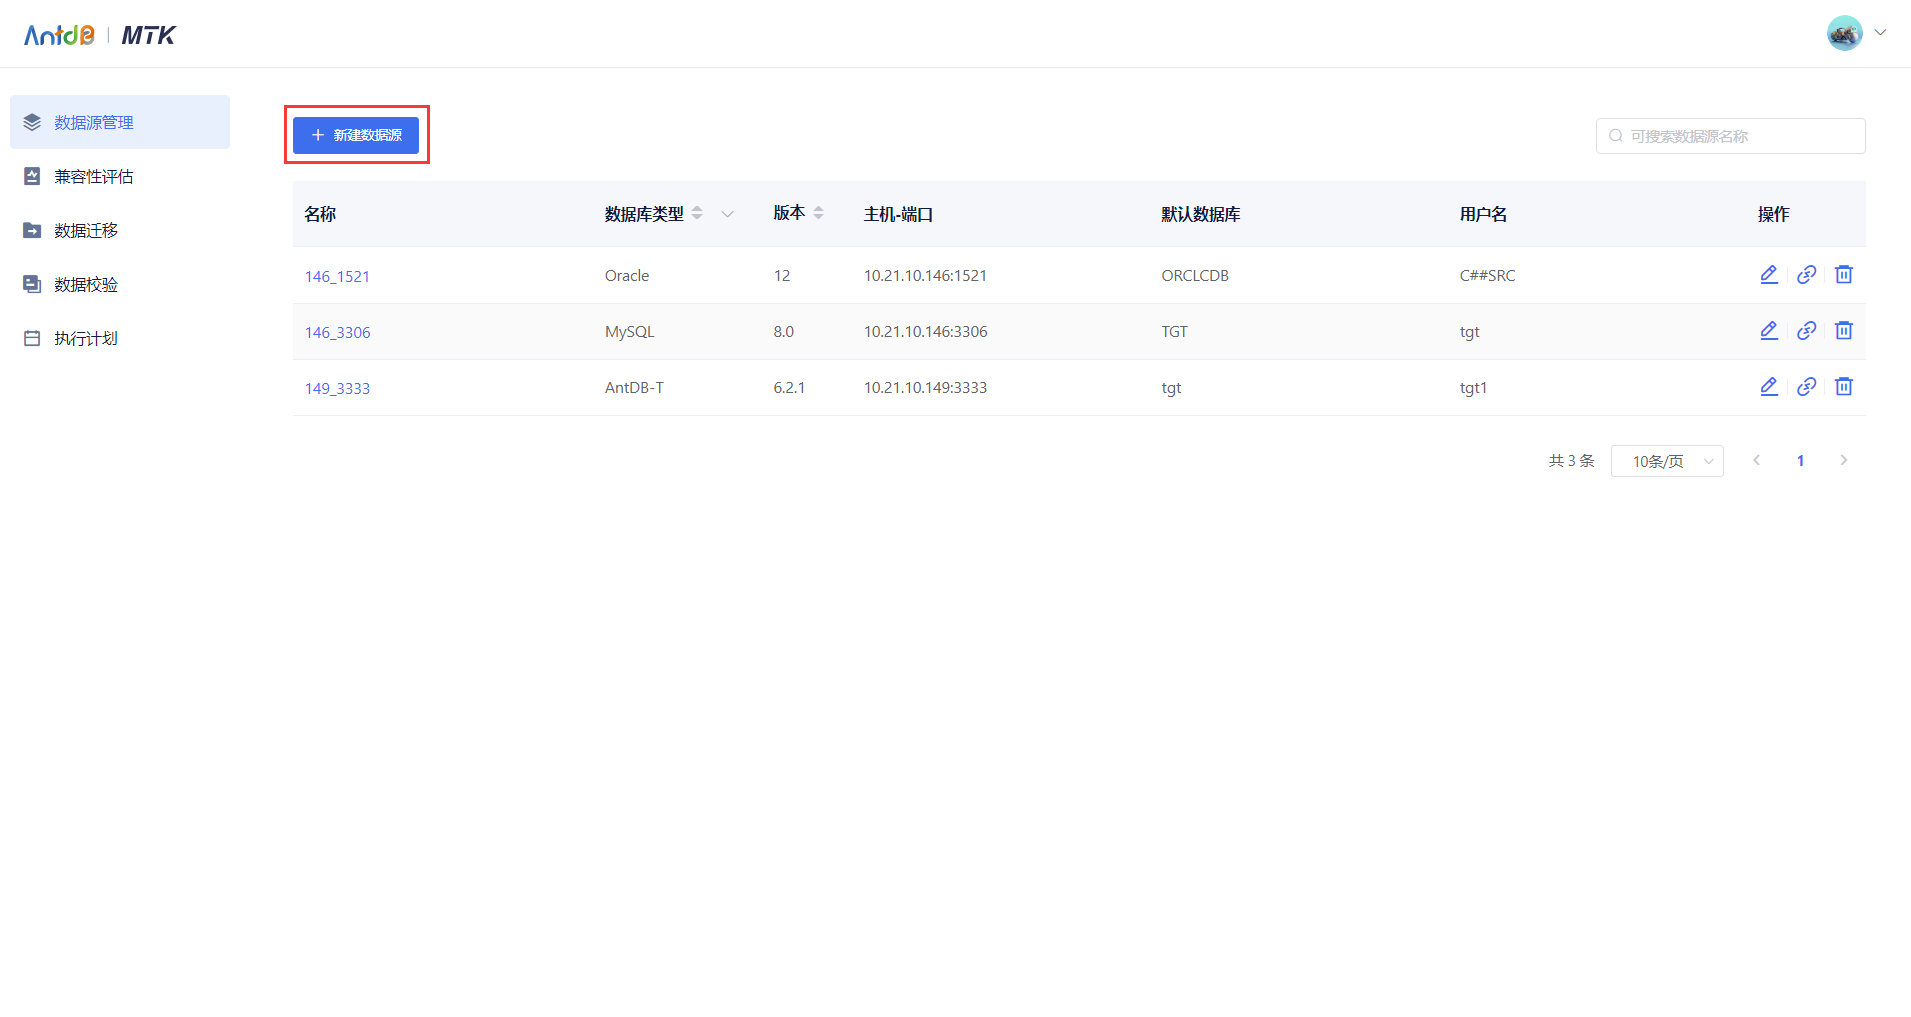 AntdB | MTK
数据源管理
兼容性评估
数据迁移
数据校验
执行计划
新建数据源
可搜索数据源名称
名称 数据库类型 版本 主机-端口 默认数据库 用户名 操作
146_1521 Oracle 12 10.21.10.146:1521 ORCLCDB C##SRC
146_3306 MySQL 8.0 10.21.10.146:3306 TGT tgt
149_3333 AntDB-T 6.2.1 10.21.10.149:3333 tgt tgt1
共 3 条 10条/页 1